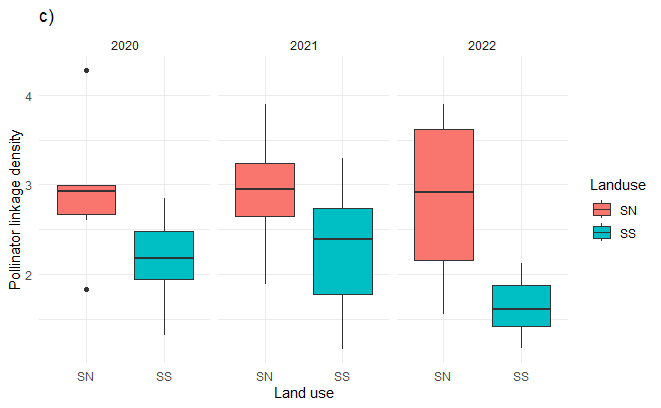 c)
2020 2021 2022
Pollinator linkage density
4
3
2
SN SS SN SS SN SS
Land use
Landuse
SN
SS